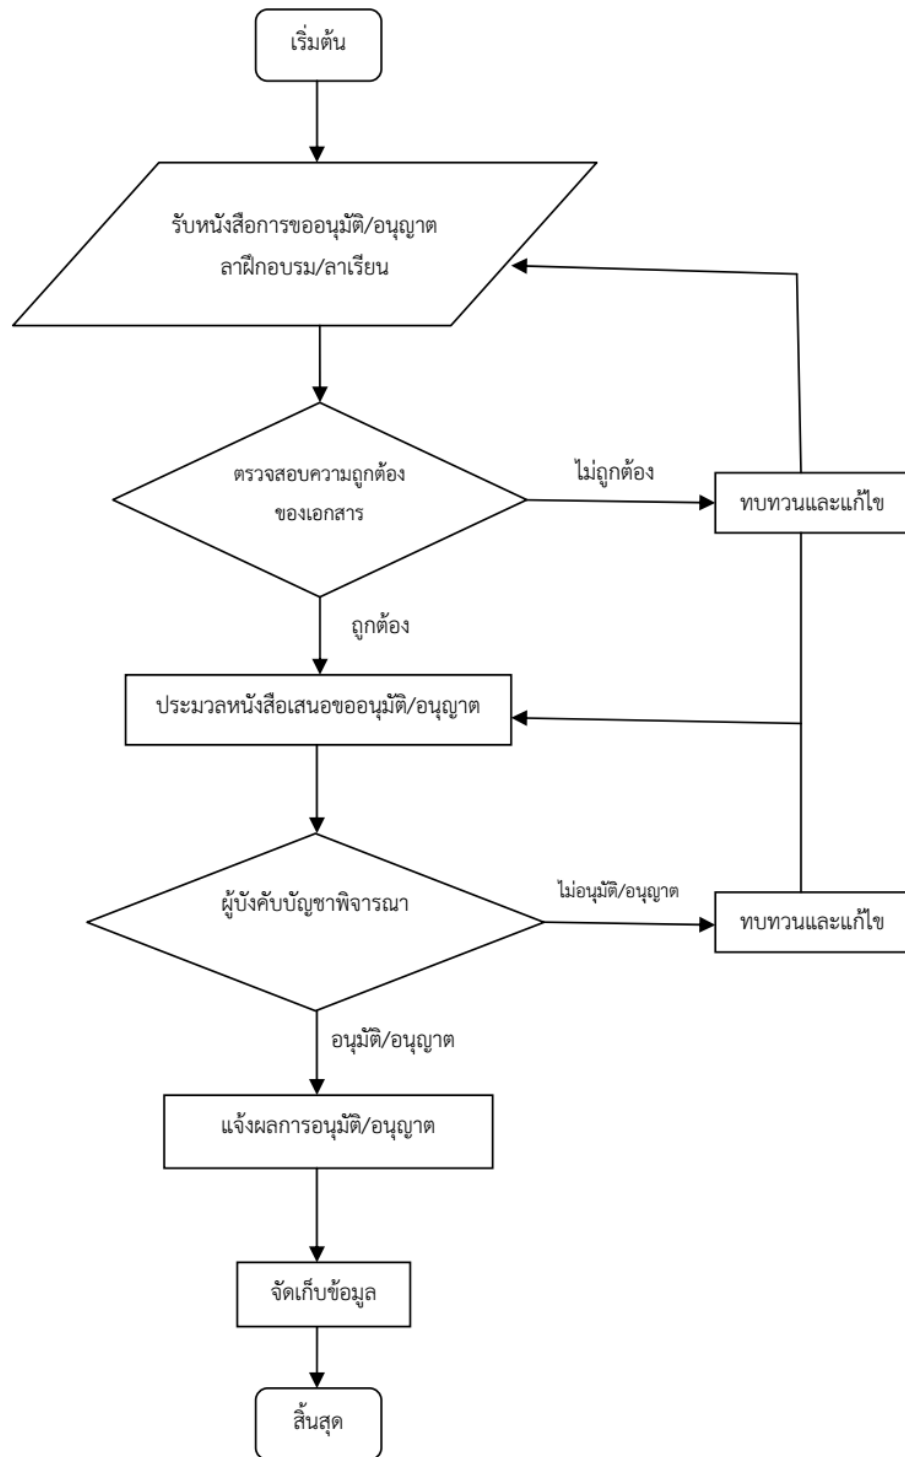 เริ่มต้น
รับหนังสือการขออนุมัติ/อนุญาต
ลาฝึกอบรม/ลาเรียน
ตรวจสอบความถูกต้อง
ของเอกสาร
ไม่ถูกต้อง
ทบทวนและแก้ไข
ถูกต้อง
ประมวลหนังสือเสนอขออนุมัติ/อนุญาต
ผู้บังคับบัญชาพิจารณา
ไม่อนุมัติ/อนุญาต
ทบทวนและแก้ไข
อนุมัติ/อนุญาต
แจ้งผลการอนุมัติ/อนุญาต
จัดเก็บข้อมูล
สิ้นสุด